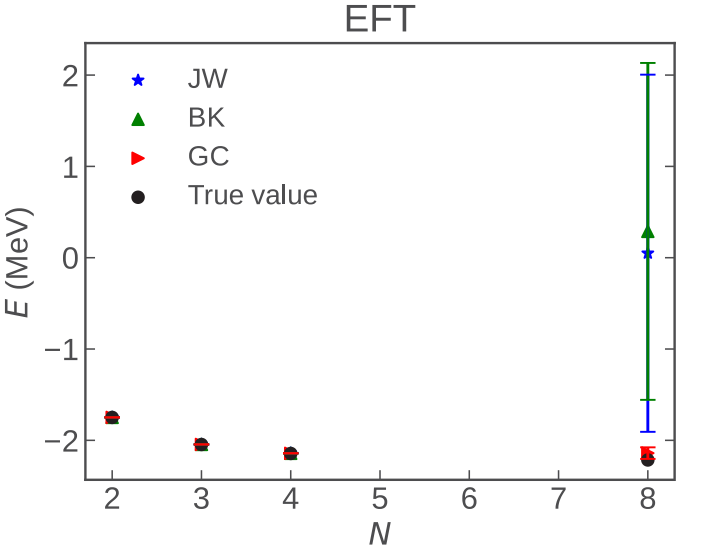 EFT
JW
BK
GC
True value
2
1
0
−1
−2
E (MeV)
2 3 4 5 6 7 8
N